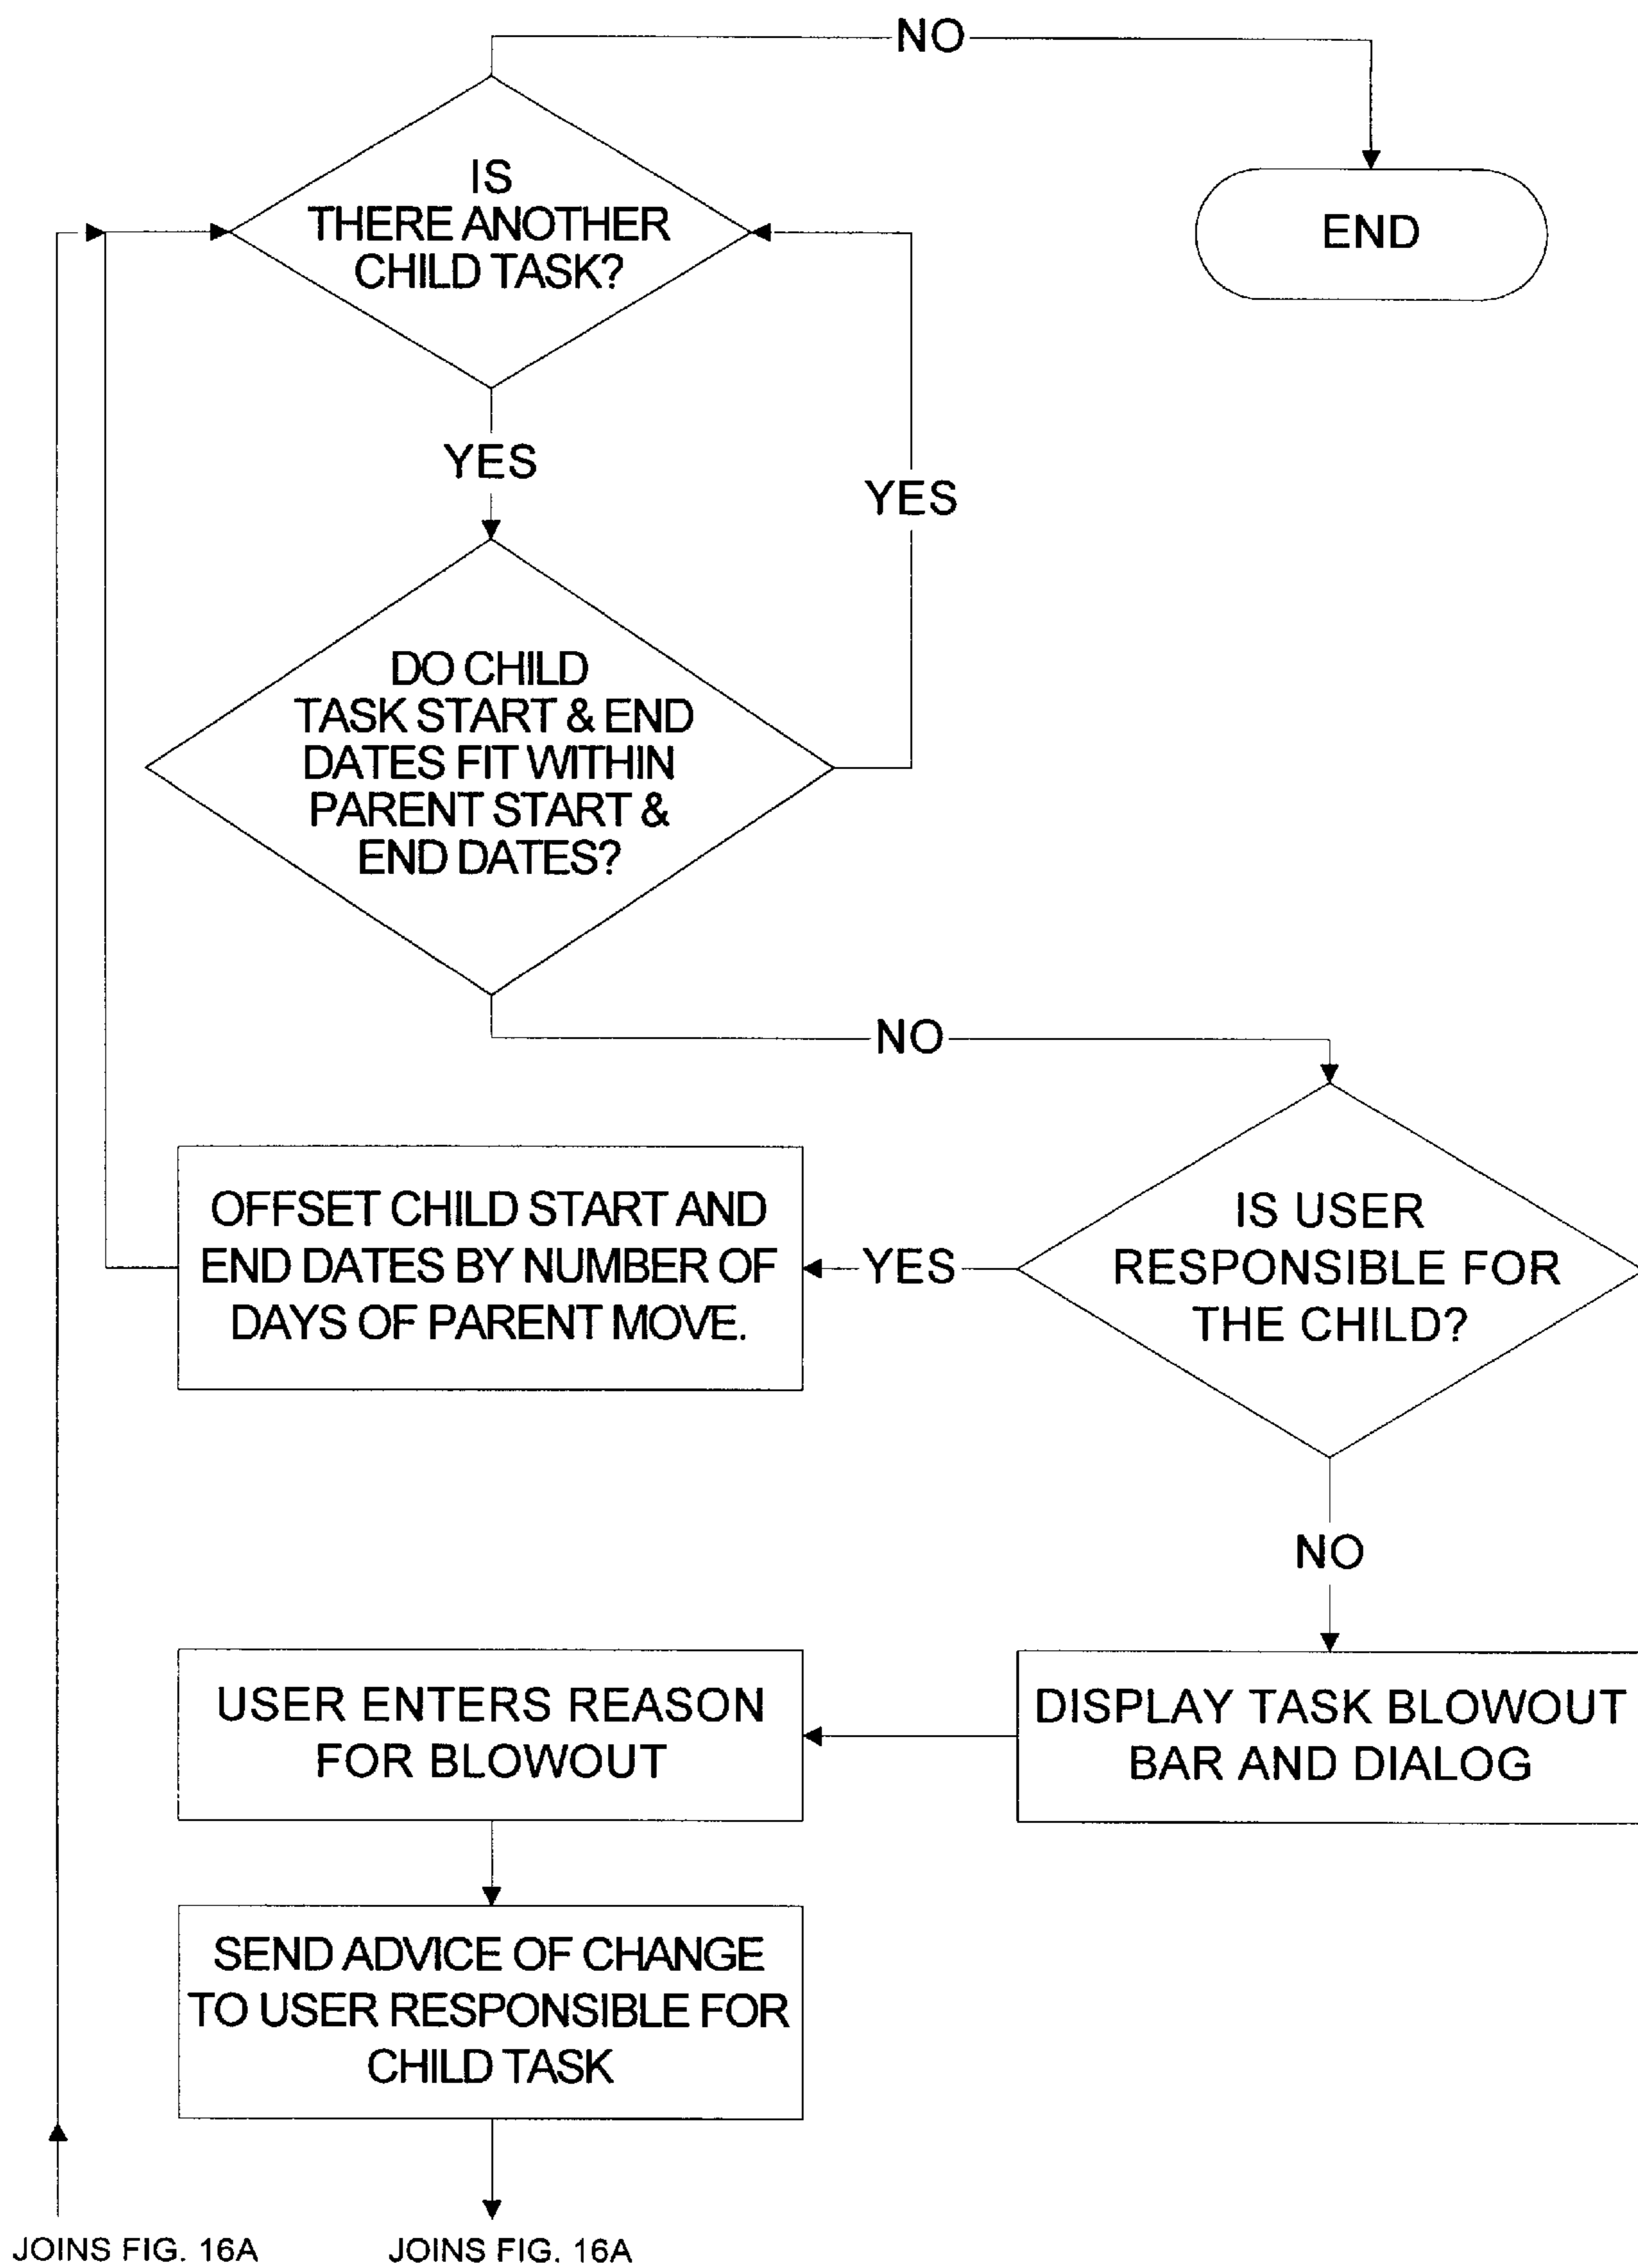 NO
IS
THERE ANOTHER
CHILD TASK?
END
YES
YES
DO CHILD
TASK START & END
DATES FIT WITHIN
PARENT START &
END DATES?
NO
OFFSET CHILD START AND
END DATES BY NUMBER OF
DAYS OF PARENT MOVE.
YES
IS USER
RESPONSIBLE FOR
THE CHILD?
NO
USER ENTERS REASON
FOR BLOWOUT
DISPLAY TASK BLOWOUT
BAR AND DIALOG
SEND ADVICE OF CHANGE
TO USER RESPONSIBLE FOR
CHILD TASK
JOINS FIG. 16A
JOINS FIG. 16A